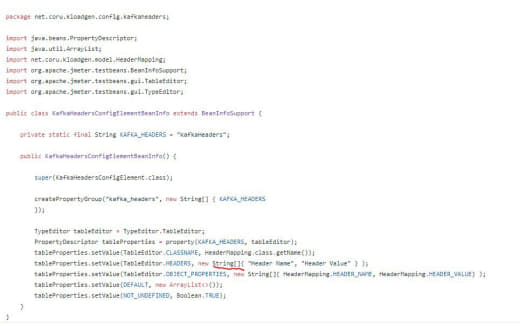 package net.coru.kloadgen.config.kafkaheaders;
import java.beans.PropertyDescriptor;
import java.util.ArrayList;
import net.coru.kloadgen.model.HeaderMapping;
import org.apache.jmeter.testbeans.BeanInfoSupport;
import org.apache.jmeter.testbeans.gui.TableEditor;
import org.apache.jmeter.testbeans.gui.TypeEditor;
public class KafkaHeadersConfigElementBeanInfo extends BeanInfoSupport {
private static final String KAFKA_HEADERS = "kafkaHeaders";
public KafkaHeadersConfigElementBeanInfo() {
super(KafkaHeadersConfigElement.class);
createPropertyGroup("kafka_headers", new String[] { KAFKA_HEADERS
});
TypeEditor tableEditor = TypeEditor.TableEditor;
PropertyDescriptor tableProperties = property(KAFKA_HEADERS, tableEditor);
tableProperties.setValue(TableEditor.CLASSNAME, HeaderMapping.class.getName());
tableProperties.setValue(TableEditor.HEADERS, new String[]{ "Header Name", "Header Value" } );
tableProperties.setValue(TableEditor.OBJECT_PROPERTIES, new String[]{ HeaderMapping.HEADER_NAME, HeaderMapping.HEADER_VALUE} );
tableProperties.setValue(DEFAULT, new ArrayList<>());
tableProperties.setValue(NOT_UNDEFINED, Boolean.TRUE);
}
}